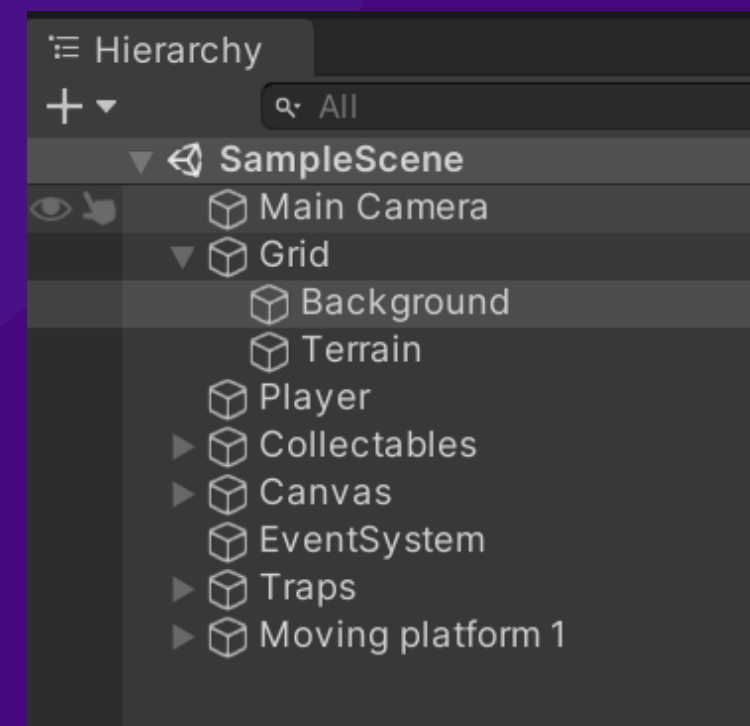 Hierarchy
All
SampleScene
Main Camera
Grid
Background
Terrain
Player
Collectables
Canvas
EventSystem
Traps
Moving platform 1